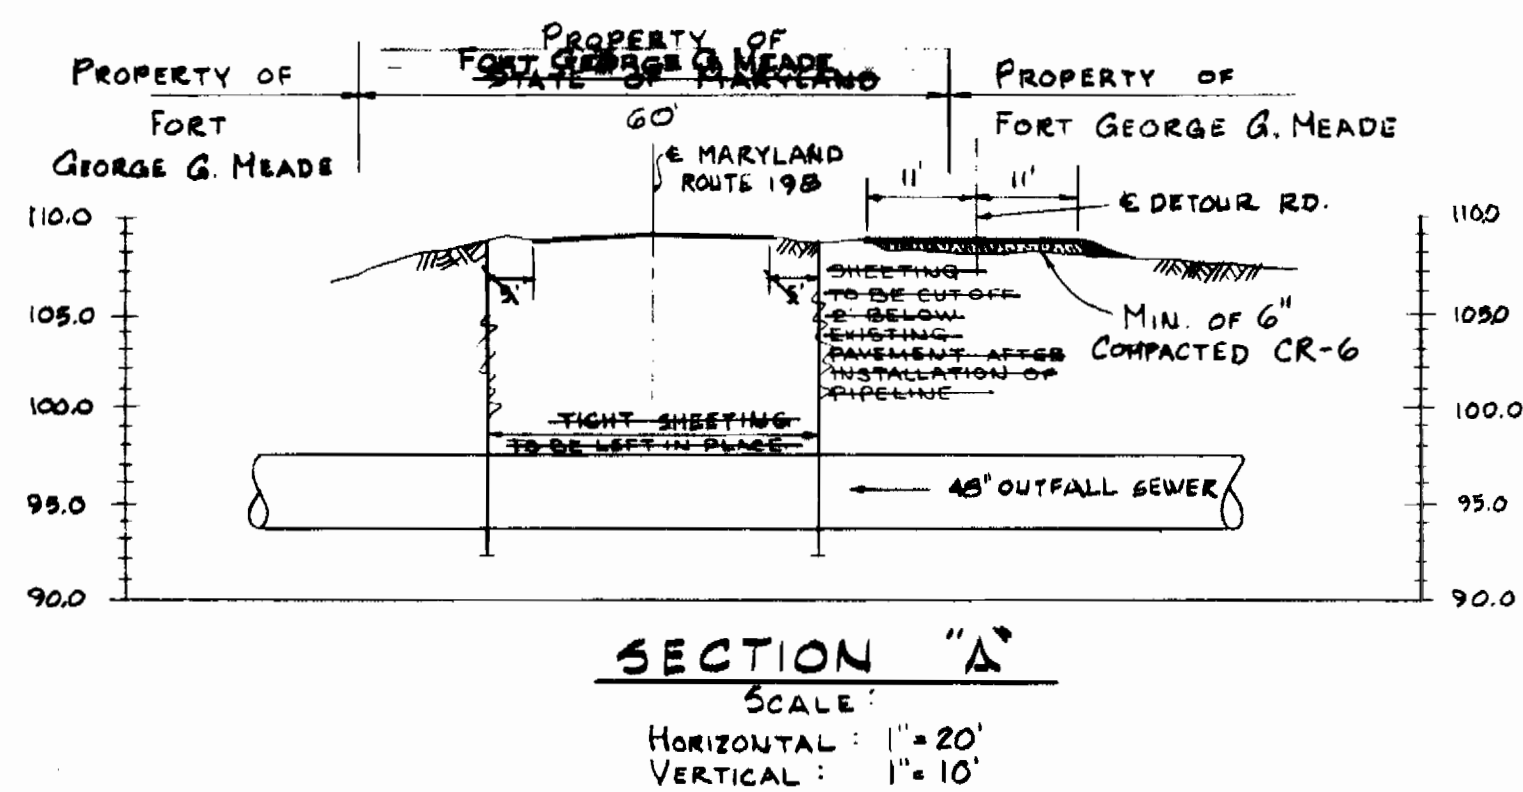 PROPERTY OF
FORT GEORGE G. MEADE
STATE OF MARYLAND
PROPERTY OF
FORT
GEORGE G. MEADE
60'
PROPERTY OF
FORT GEORGE G. MEADE
℄ MARYLAND
ROUTE 198
11' 11'
℄ DETOUR RD.
110.0
105.0
100.0
95.0
90.0
5'
5'
SHEETING
TO BE CUT OFF
2' BELOW
EXISTING
PAVEMENT AFTER
INSTALLATION OF
PIPELINE
MIN. OF 6"
COMPACTED CR-6
TIGHT SHEETING
TO BE LEFT IN PLACE
48" OUTFALL SEWER
110.0
105.0
100.0
95.0
90.0
SECTION "A"
SCALE:
HORIZONTAL: 1" = 20'
VERTICAL: 1" = 10'